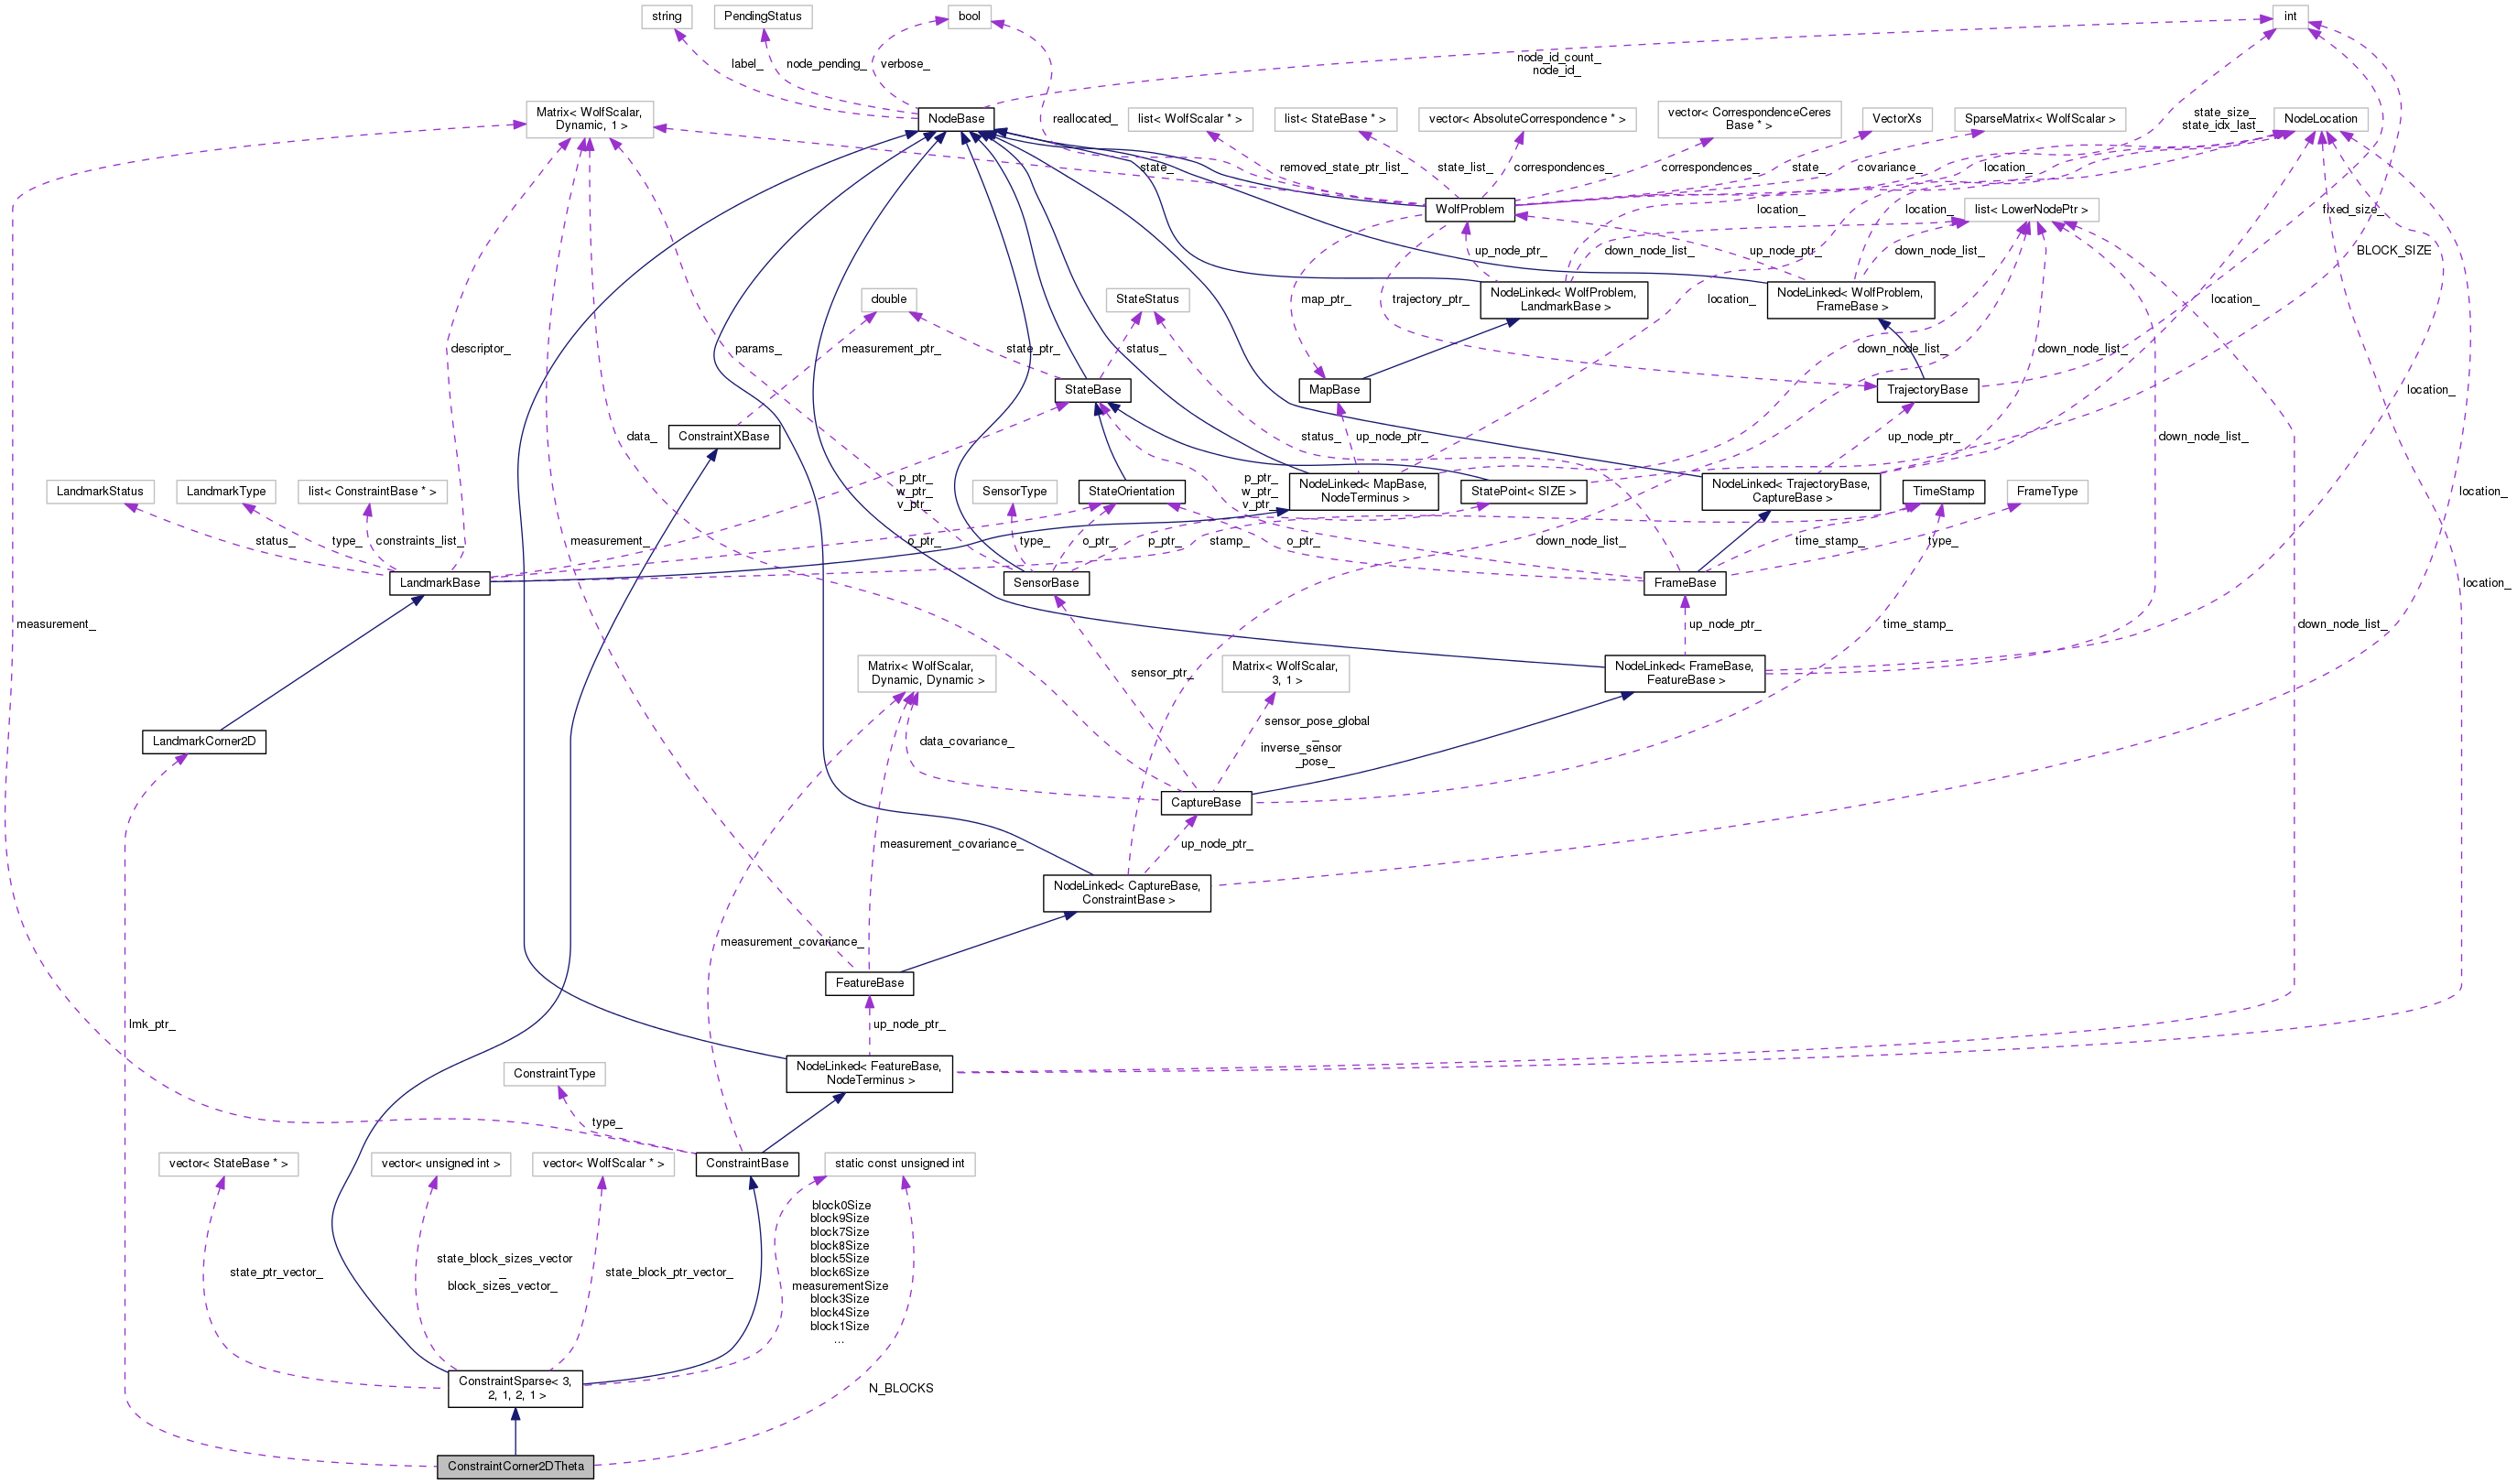 string
PendingStatus
bool
int
label_
node_pending_
verbose_
node_id_count_
node_id_
Matrix< WolfScalar,
Dynamic, 1 >
NodeBase
reallocated_
list< WolfScalar * >
list< StateBase * >
vector< AbsoluteCorrespondence * >
vector< CorrespondenceCeres
Base * >
VectorXs
SparseMatrix< WolfScalar >
state_size_
state_idx_last_
NodeLocation
state_
removed_state_ptr_list_
state_list_
correspondences_
correspondences_
state_
covariance_
location_
WolfProblem
location_
location_
list< LowerNodePtr >
fixed_size_
up_node_ptr_
down_node_list_
up_node_ptr_
down_node_list_
BLOCK_SIZE
double
StateStatus
map_ptr_
trajectory_ptr_
NodeLinked< WolfProblem,
LandmarkBase >
location_
NodeLinked< WolfProblem,
FrameBase >
location_
descriptor_
params_
measurement_ptr_
state_ptr_
status_
down_node_list_
down_node_list_
StateBase
MapBase
TrajectoryBase
location_
ConstraintXBase
data_
status_
up_node_ptr_
up_node_ptr_
down_node_list_
LandmarkStatus
LandmarkType
list< ConstraintBase * >
p_ptr_
w_ptr_
v_ptr_
SensorType
StateOrientation
p_ptr_
w_ptr_
v_ptr_
NodeLinked< MapBase,
NodeTerminus >
StatePoint< SIZE >
NodeLinked< TrajectoryBase,
CaptureBase >
TimeStamp
FrameType
location_
status_
type_
constraints_list_
measurement_
o_ptr_
type_
o_ptr_
p_ptr_
stamp_
o_ptr_
down_node_list_
time_stamp_
type_
LandmarkBase
SensorBase
FrameBase
location_
measurement_
up_node_ptr_
time_stamp_
down_node_list_
Matrix< WolfScalar,
Dynamic, Dynamic >
sensor_ptr_
Matrix< WolfScalar,
3, 1 >
NodeLinked< FrameBase,
FeatureBase >
LandmarkCorner2D
data_covariance_
sensor_pose_global
_
inverse_sensor
_pose_
CaptureBase
measurement_covariance_
up_node_ptr_
NodeLinked< CaptureBase,
ConstraintBase >
measurement_covariance_
FeatureBase
lmk_ptr_
up_node_ptr_
ConstraintType
NodeLinked< FeatureBase,
NodeTerminus >
type_
vector< StateBase * >
vector< unsigned int >
vector< WolfScalar * >
ConstraintBase
static const unsigned int
state_ptr_vector_
state_block_sizes_vector
_
block_sizes_vector_
state_block_ptr_vector_
block0Size
block9Size
block7Size
block8Size
block5Size
block6Size
measurementSize
block3Size
block4Size
block1Size
...
ConstraintSparse< 3,
2, 1, 2, 1 >
N_BLOCKS
ConstraintCorner2DTheta